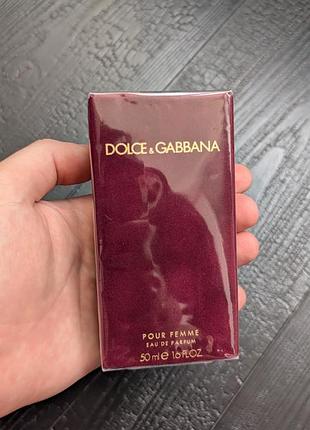 DOLCE & GABBANA
POUR FEMME
EAU DE PARFUM
50 ml ℮ 1.6 FL.OZ